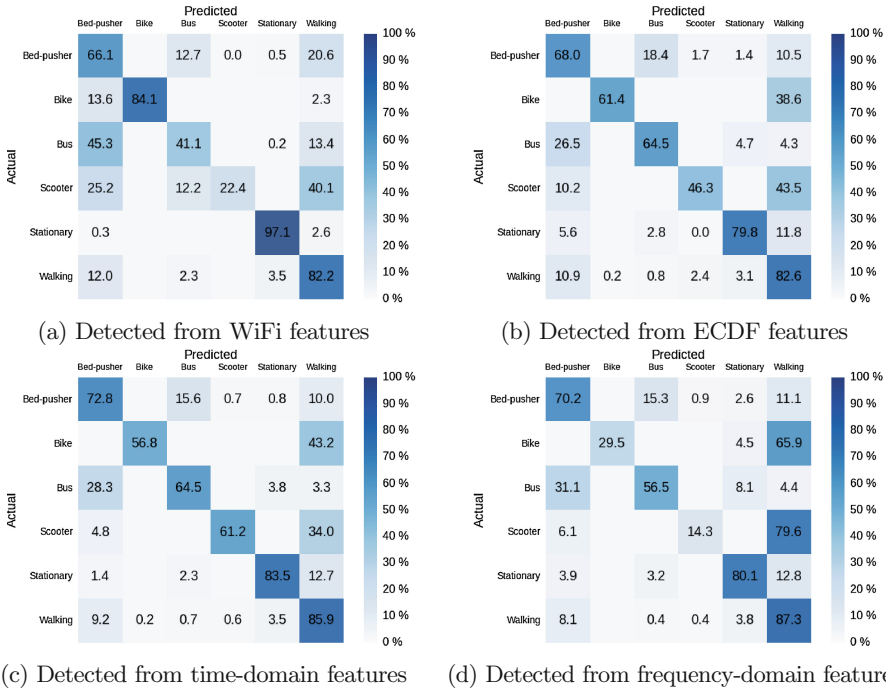 Predicted
Bed-pusher Bike Bus Scooter Stationary Walking
Actual
Bed-pusher 66.1 12.7 0.0 0.5 20.6
Bike 13.6 84.1 2.3
Bus 45.3 41.1 0.2 13.4
Scooter 25.2 12.2 22.4 40.1
Stationary 0.3 97.1 2.6
Walking 12.0 2.3 3.5 82.2
100 %
90 %
80 %
70 %
60 %
50 %
40 %
30 %
20 %
10 %
0 %
(a) Detected from WiFi features
Predicted
Bed-pusher Bike Bus Scooter Stationary Walking
Actual
Bed-pusher 68.0 18.4 1.7 1.4 10.5
Bike 61.4 38.6
Bus 26.5 64.5 4.7 4.3
Scooter 10.2 46.3 43.5
Stationary 5.6 2.8 0.0 79.8 11.8
Walking 10.9 0.2 0.8 2.4 3.1 82.6
100 %
90 %
80 %
70 %
60 %
50 %
40 %
30 %
20 %
10 %
0 %
(b) Detected from ECDF features
Predicted
Bed-pusher Bike Bus Scooter Stationary Walking
Actual
Bed-pusher 72.8 15.6 0.7 0.8 10.0
Bike 56.8 43.2
Bus 28.3 64.5 3.8 3.3
Scooter 4.8 61.2 34.0
Stationary 1.4 2.3 83.5 12.7
Walking 9.2 0.2 0.7 0.6 3.5 85.9
100 %
90 %
80 %
70 %
60 %
50 %
40 %
30 %
20 %
10 %
0 %
(c) Detected from time-domain features
Predicted
Bed-pusher Bike Bus Scooter Stationary Walking
Actual
Bed-pusher 70.2 15.3 0.9 2.6 11.1
Bike 29.5 4.5 65.9
Bus 31.1 56.5 8.1 4.4
Scooter 6.1 14.3 79.6
Stationary 3.9 3.2 80.1 12.8
Walking 8.1 0.4 0.4 3.8 87.3
100 %
90 %
80 %
70 %
60 %
50 %
40 %
30 %
20 %
10 %
0 %
(d) Detected from frequency-domain feature